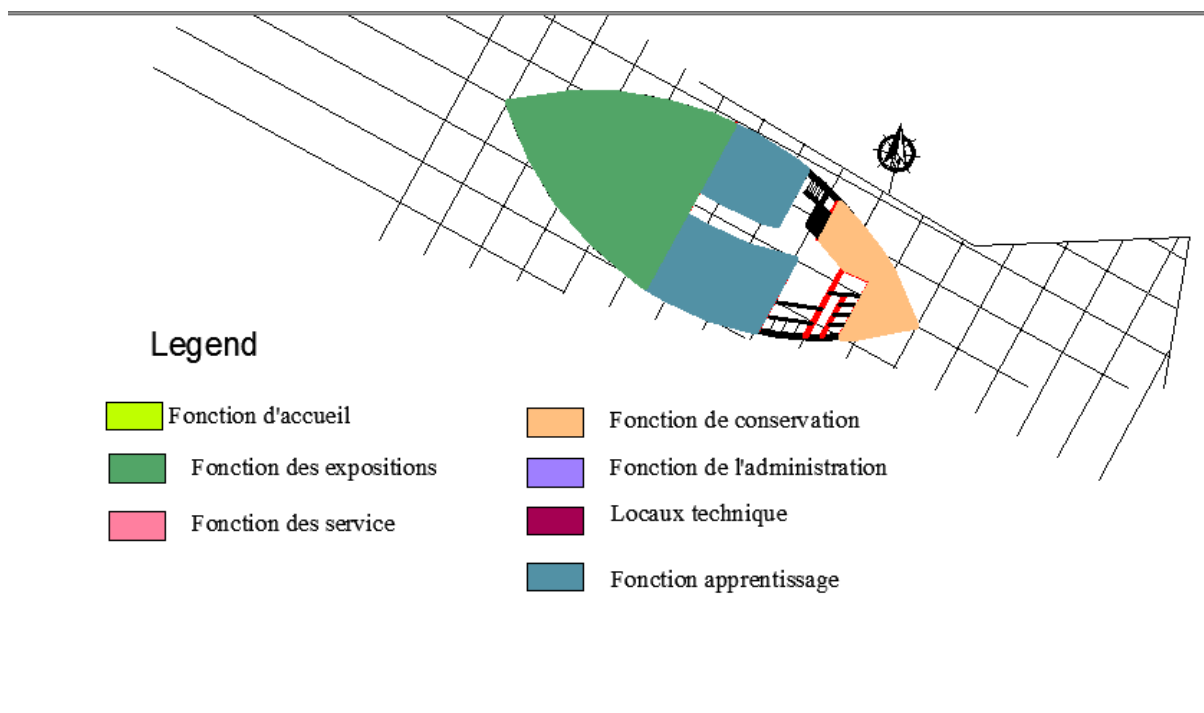 Legend
Fonction d'accueil
Fonction des expositions
Fonction des service
Fonction de conservation
Fonction de l'administration
Locaux technique
Fonction apprentissage